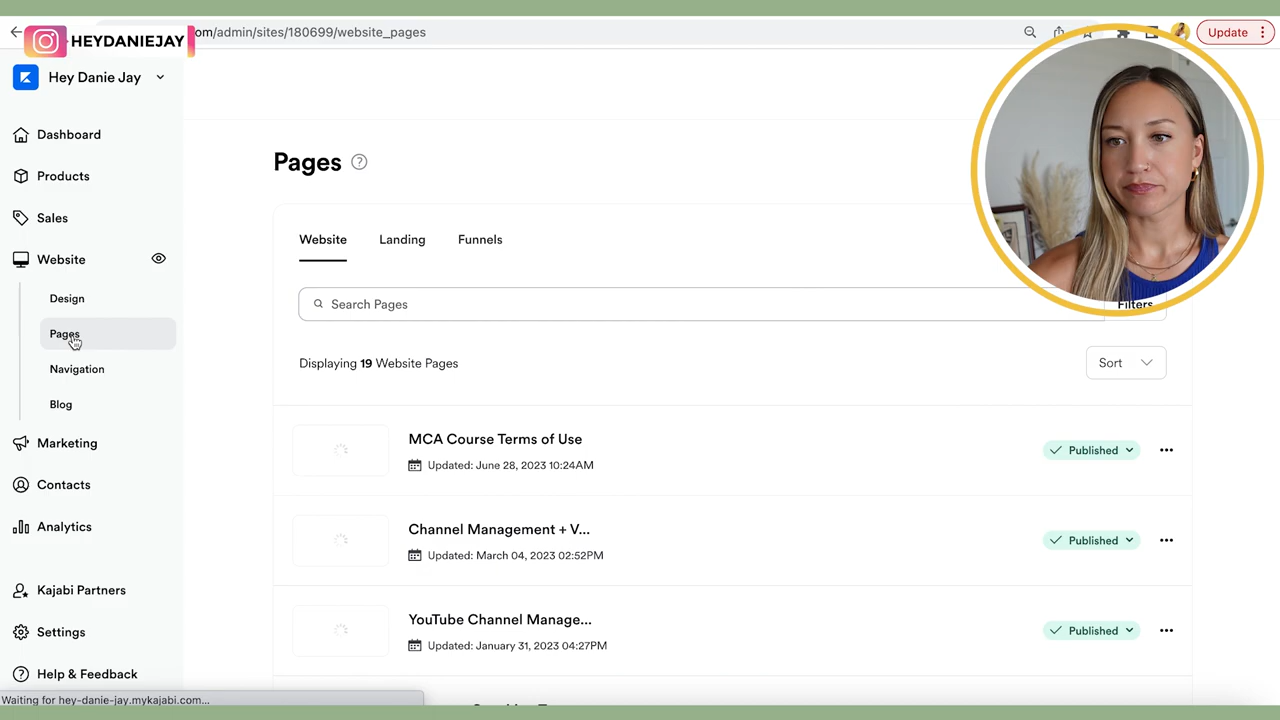 om/admin/sites/180699/website_pages
Update
HEYDANIEJAY
Hey Danie Jay
Dashboard
Products
Sales
Website
Design
Pages
Navigation
Blog
Marketing
Contacts
Analytics
Kajabi Partners
Settings
Help & Feedback
Waiting for hey-danie-jay.mykajabi.com...
Pages
Website Landing Funnels
Search Pages
Filters
Displaying 19 Website Pages
Sort
MCA Course Terms of Use
Updated: June 28, 2023 10:24AM
Published
Channel Management + V...
Updated: March 04, 2023 02:52PM
Published
YouTube Channel Manage...
Updated: January 31, 2023 04:27PM
Published